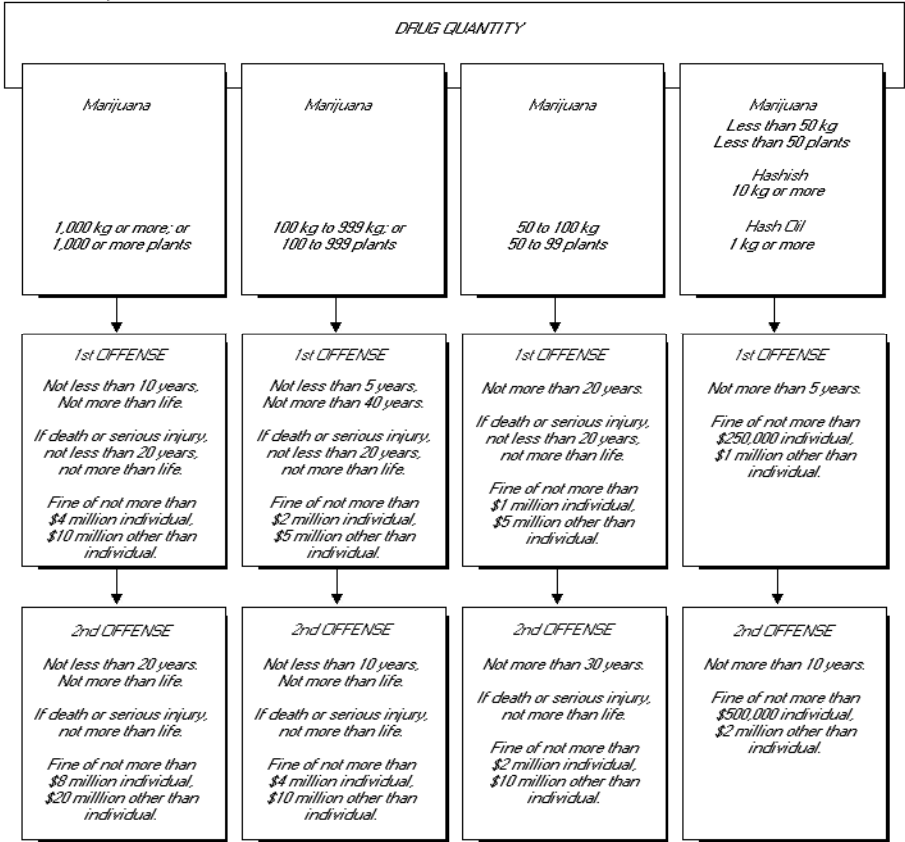 DRUG QUANTITY
Marijuana
1,000 kg or more; or
1,000 or more plants
Marijuana
100 kg to 999 kg; or
100 to 999 plants
Marijuana
50 to 100 kg
50 to 99 plants
Marijuana
Less than 50 kg
Less than 50 plants
Hashish
10 kg or more
Hash Oil
1 kg or more
1st OFFENSE
Not less than 10 years,
Not more than life.
If death or serious injury,
not less than 20 years,
not more than life.
Fine of not more than
$4 million individual,
$10 million other than
individual.
1st OFFENSE
Not less than 5 years,
Not more than 40 years.
If death or serious injury,
not less than 20 years,
not more than life.
Fine of not more than
$2 million individual,
$5 million other than
individual.
1st OFFENSE
Not more than 20 years.
If death or serious injury,
not less than 20 years,
not more than life.
Fine of not more than
$1 million individual,
$5 million other than
individual.
1st OFFENSE
Not more than 5 years.
Fine of not more than
$250,000 individual,
$1 million other than
individual.
2nd OFFENSE
Not less than 20 years.
Not more than life.
If death or serious injury,
not more than life.
Fine of not more than
$8 million individual,
$20 milllion other than
individual.
2nd OFFENSE
Not less than 10 years,
Not more than life.
If death or serious injury,
not more than life.
Fine of not more than
$4 million individual,
$10 million other than
individual.
2nd OFFENSE
Not more than 30 years.
If death or serious injury,
not more than life.
Fine of not more than
$2 million individual,
$10 million other than
individual.
2nd OFFENSE
Not more than 10 years.
Fine of not more than
$500,000 individual,
$2 million other than
individual.